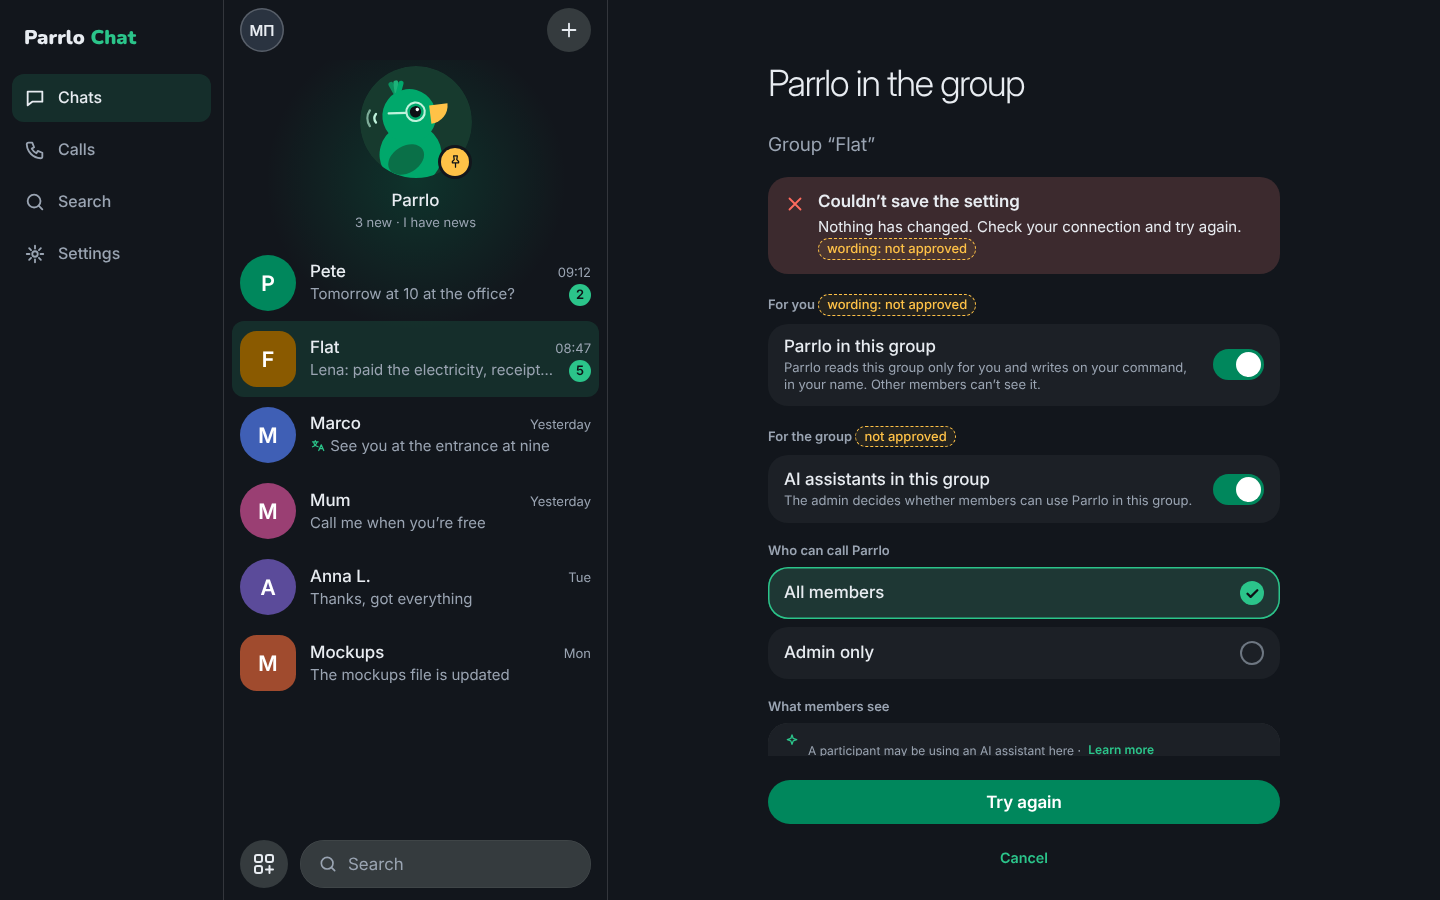 Parrlo Chat
Chats
Calls
Search
Settings
МП
Parrlo
3 new · I have news
Pete
09:12
Tomorrow at 10 at the office?
2
P
Flat
08:47
Lena: paid the electricity, receipt...
5
F
Marco
Yesterday
See you at the entrance at nine
M
Mum
Yesterday
Call me when you’re free
M
Anna L.
Tue
Thanks, got everything
A
Mockups
Mon
The mockups file is updated
M
Search
Parrlo in the group
Group “Flat”
Couldn’t save the setting
Nothing has changed. Check your connection and try again.
wording: not approved
For you wording: not approved
Parrlo in this group
Parrlo reads this group only for you and writes on your command,
in your name. Other members can’t see it.
For the group not approved
AI assistants in this group
The admin decides whether members can use Parrlo in this group.
Who can call Parrlo
All members
Admin only
What members see
A participant may be using an AI assistant here · Learn more
Try again
Cancel